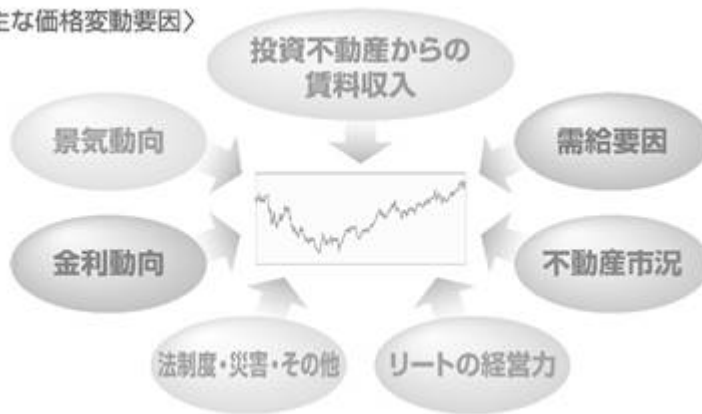 主な価格変動要因〉
投資不動産からの
賃料収入
景気動向
需給要因
金利動向
不動産市況
法制度・災害・その他
リートの経営力